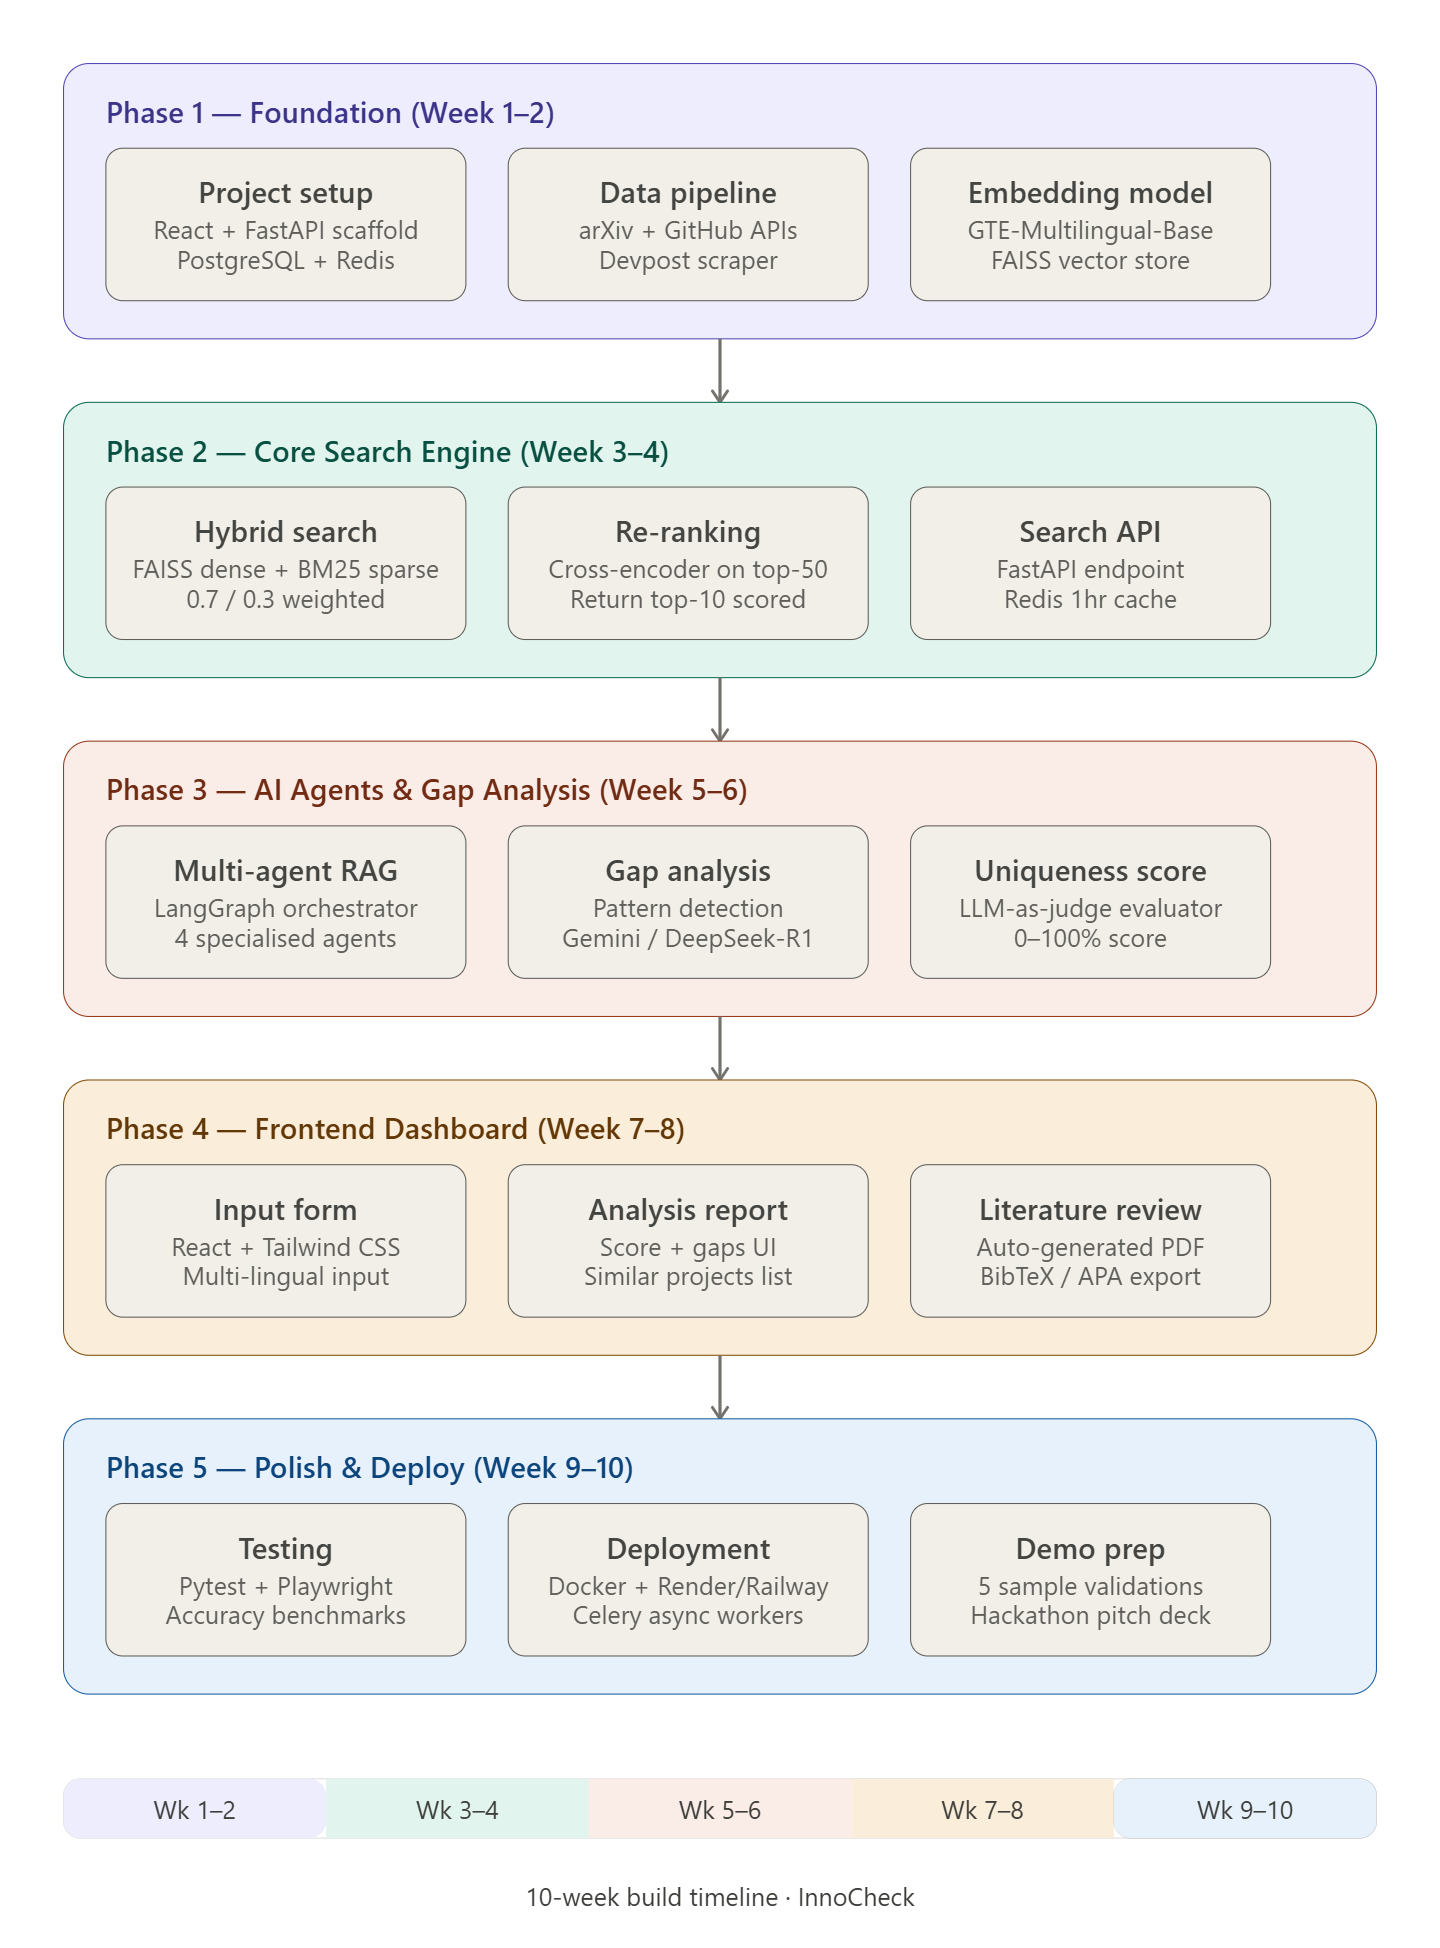 Phase 1 — Foundation (Week 1–2)
Project setup
React + FastAPI scaffold
PostgreSQL + Redis
Data pipeline
arXiv + GitHub APIs
Devpost scraper
Embedding model
GTE-Multilingual-Base
FAISS vector store
Phase 2 — Core Search Engine (Week 3–4)
Hybrid search
FAISS dense + BM25 sparse
0.7 / 0.3 weighted
Re-ranking
Cross-encoder on top-50
Return top-10 scored
Search API
FastAPI endpoint
Redis 1hr cache
Phase 3 — AI Agents & Gap Analysis (Week 5–6)
Multi-agent RAG
LangGraph orchestrator
4 specialised agents
Gap analysis
Pattern detection
Gemini / DeepSeek-R1
Uniqueness score
LLM-as-judge evaluator
0–100% score
Phase 4 — Frontend Dashboard (Week 7–8)
Input form
React + Tailwind CSS
Multi-lingual input
Analysis report
Score + gaps UI
Similar projects list
Literature review
Auto-generated PDF
BibTeX / APA export
Phase 5 — Polish & Deploy (Week 9–10)
Testing
Pytest + Playwright
Accuracy benchmarks
Deployment
Docker + Render/Railway
Celery async workers
Demo prep
5 sample validations
Hackathon pitch deck
Wk 1–2
Wk 3–4
Wk 5–6
Wk 7–8
Wk 9–10
10-week build timeline · InnoCheck